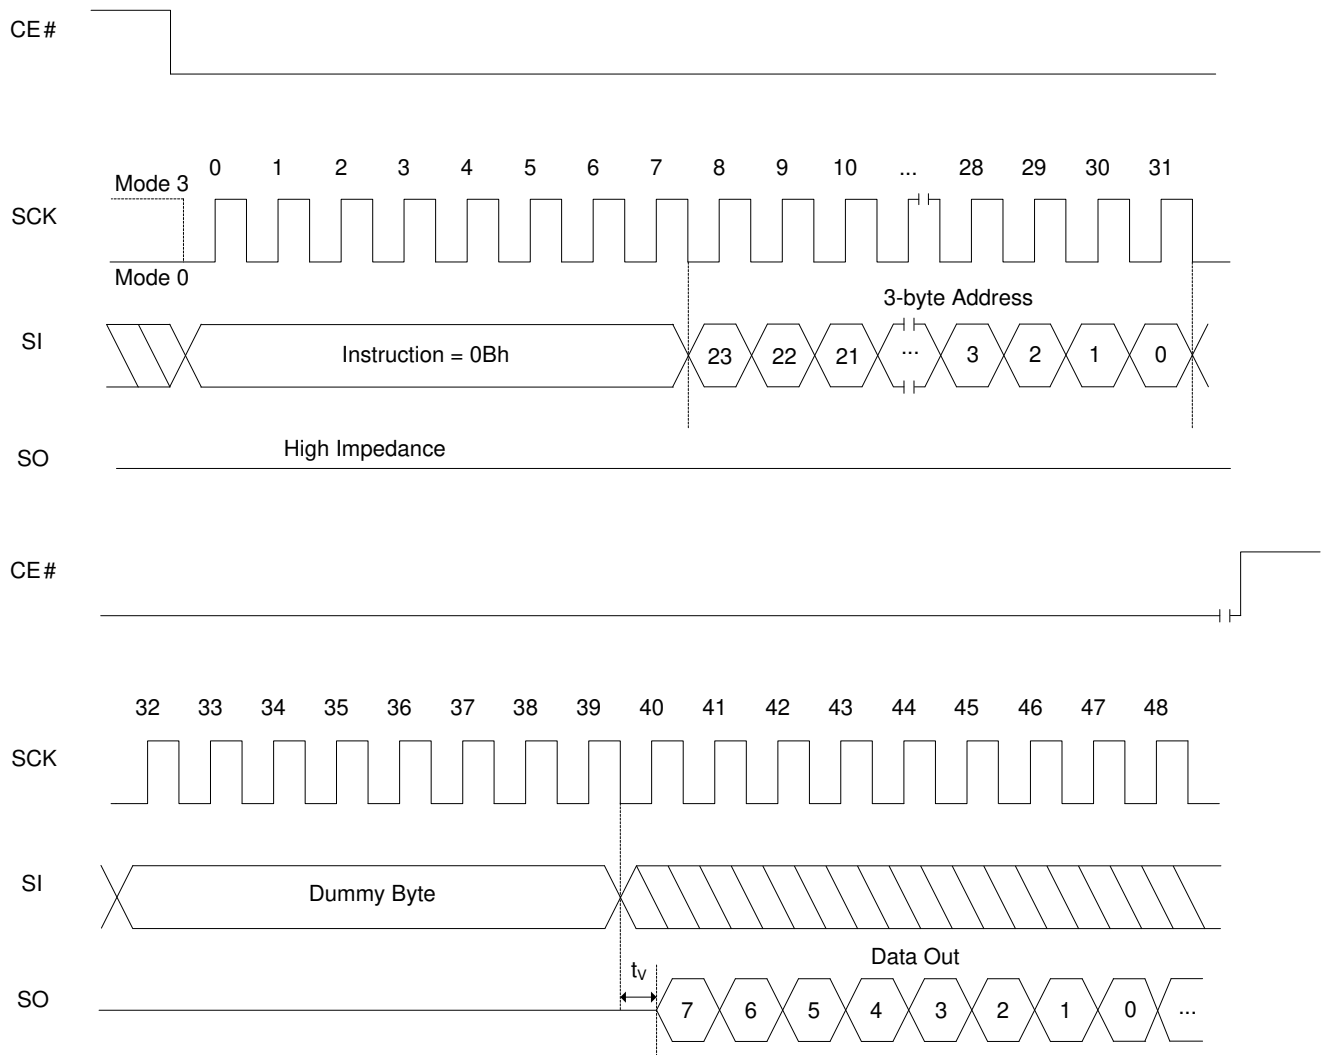 CE#
0 1 2 3 4 5 6 7 8 9 10 ... 28 29 30 31
Mode 3
SCK
Mode 0
3-byte Address
SI
Instruction = 0Bh 23 22 21 ... 3 2 1 0
High Impedance
SO
CE#
32 33 34 35 36 37 38 39 40 41 42 43 44 45 46 47 48
SCK
SI
Dummy Byte
Data Out
tV
SO
7 6 5 4 3 2 1 0 ...